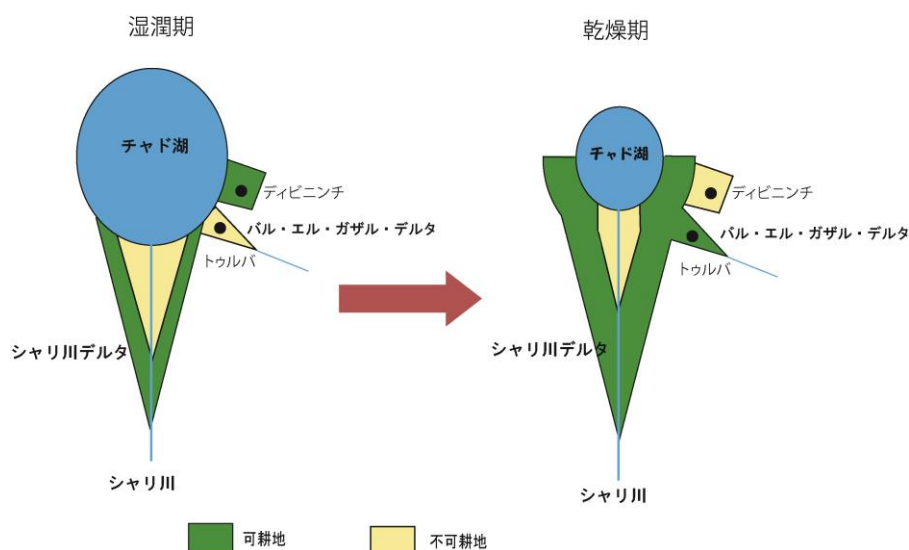 湿潤期
チャド湖
ディビニンチ
バル・エル・ガザル・デルタ
トゥルバ
シャリ川デルタ
シャリ川
乾燥期
チャド湖
ディビニンチ
バル・エル・ガザル・デルタ
トゥルバ
シャリ川デルタ
シャリ川
可耕地
不可耕地